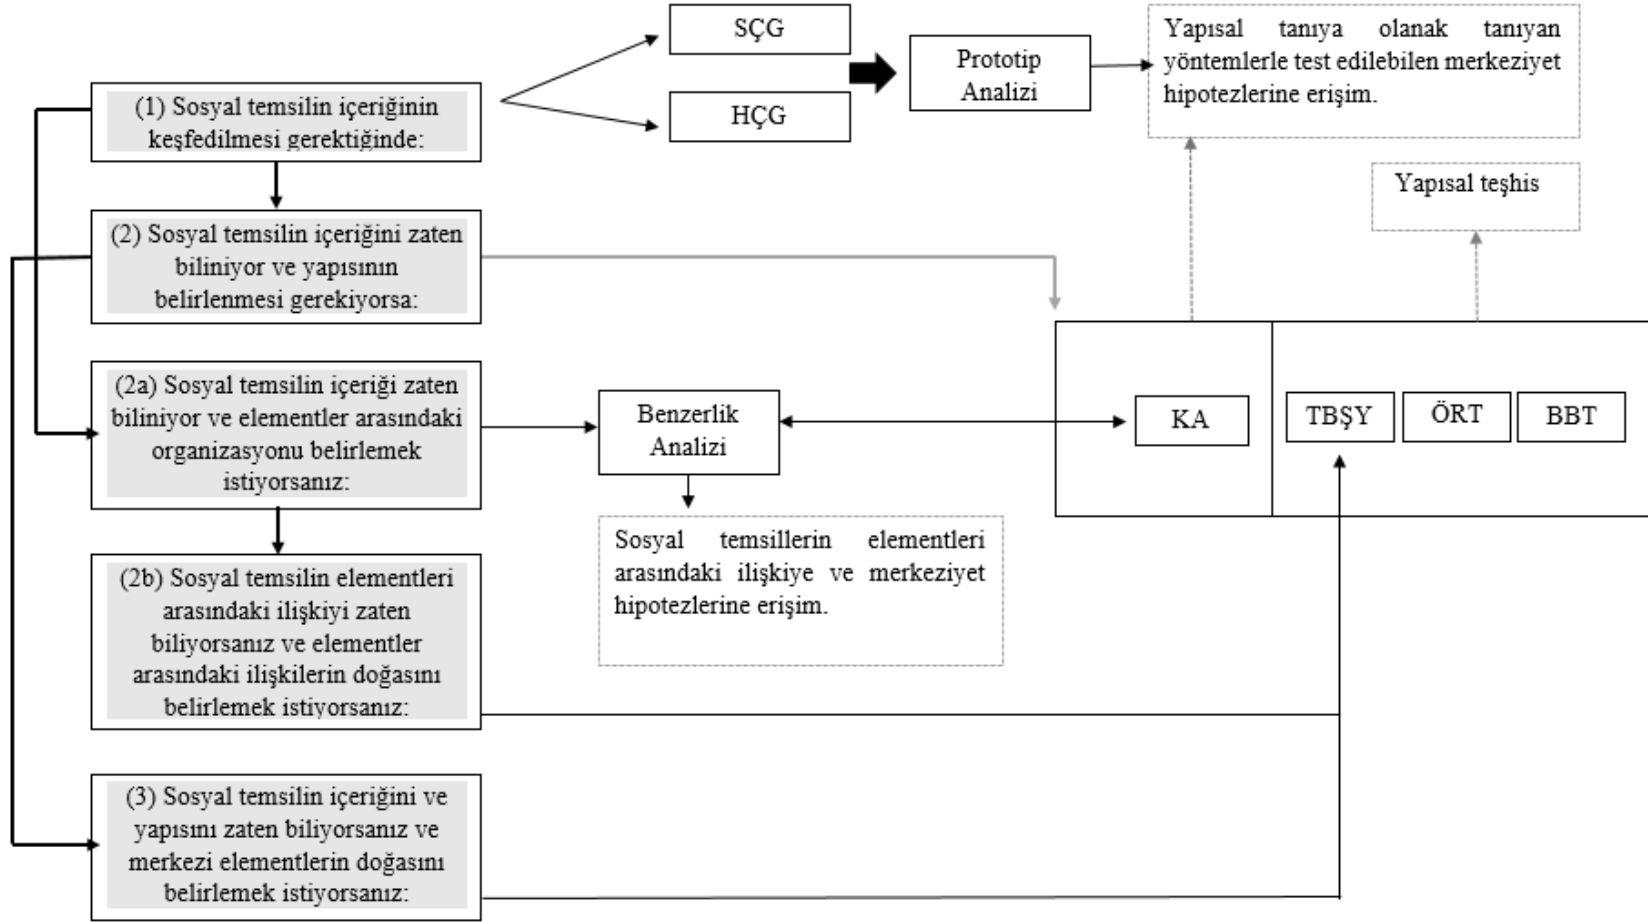 (1) Sosyal temsilin içeriğinin
keşfedilmesi gerektiğinde:
SÇG
HÇG
Prototip
Analizi
Yapısal tanıya olanak tanıyan
yöntemlerle test edilebilen merkeziyet
hipotezlerine erişim.
Yapısal teşhis
(2) Sosyal temsilin içeriğini zaten
biliniyor ve yapısının
belirlenmesi gerekiyorsa:
(2a) Sosyal temsilin içeriği zaten
biliniyor ve elementler arasındaki
organizasyonu belirlemek
istiyorsanız:
Benzerlik
Analizi
KA
TBŞY
ÖRT
BBT
Sosyal temsillerin elementleri
arasındaki ilişkiye ve merkeziyet
hipotezlerine erişim.
(2b) Sosyal temsilin elementleri
arasındaki ilişkiyi zaten
biliyorsanız ve elementler
arasındaki ilişkilerin doğasını
belirlemek istiyorsanız:
(3) Sosyal temsilin içeriğini ve
yapısını zaten biliyorsanız ve
merkezi elementlerin doğasını
belirlemek istiyorsanız: